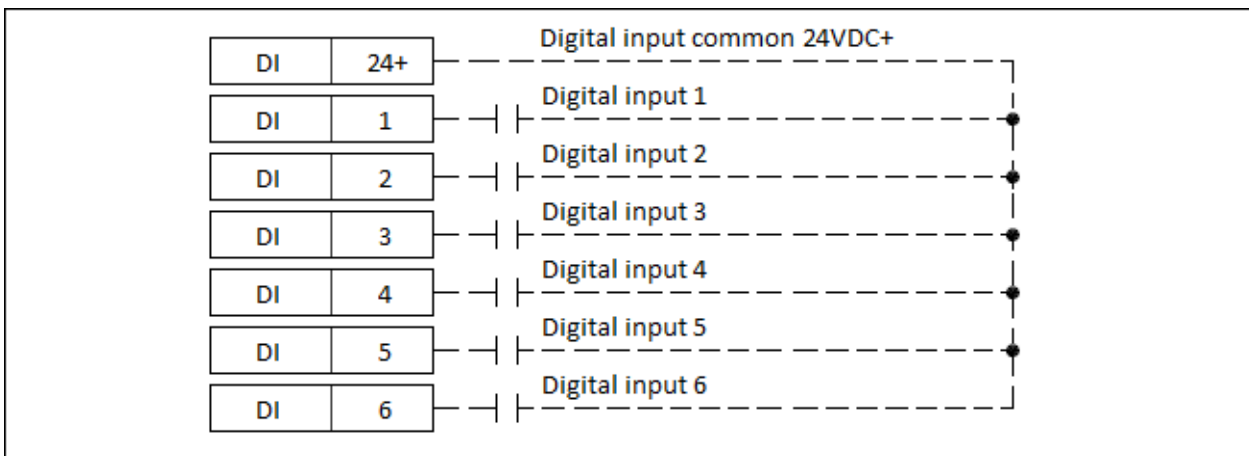 Digital input common 24VDC+
DI 24+
Digital input 1
DI 1
Digital input 2
DI 2
Digital input 3
DI 3
Digital input 4
DI 4
Digital input 5
DI 5
Digital input 6
DI 6